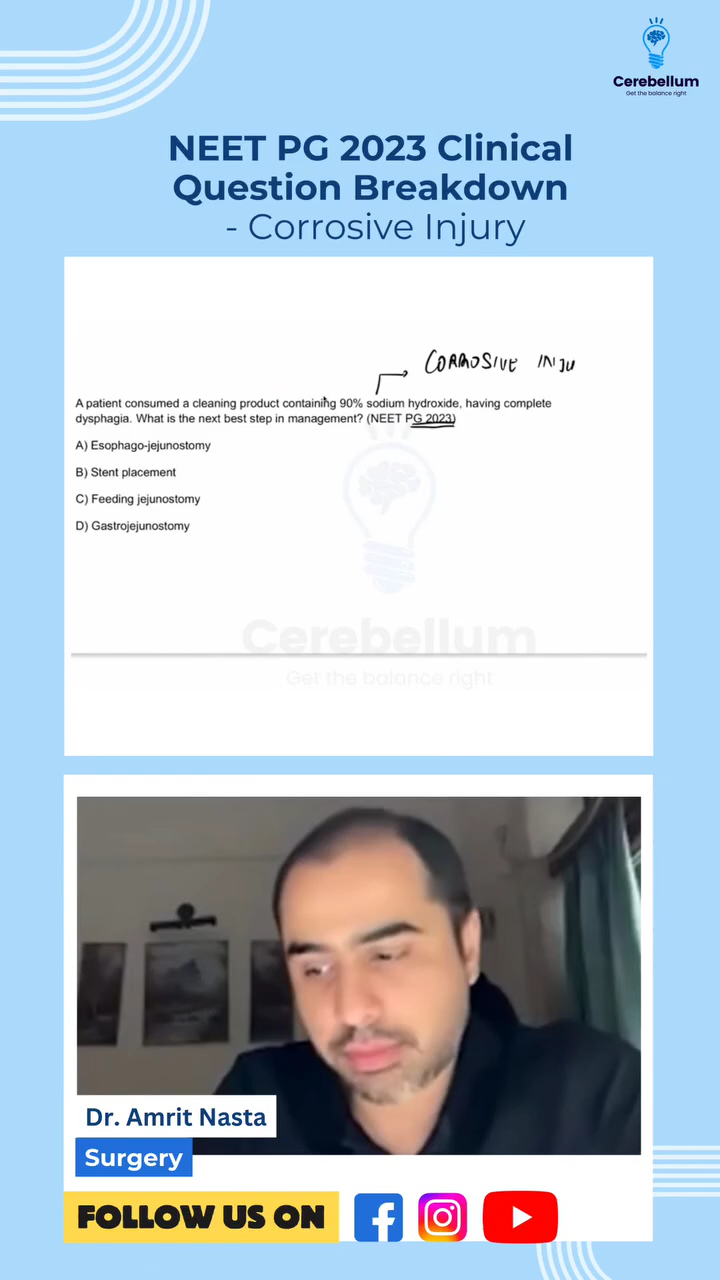 Cerebellum
Get the balance right
NEET PG 2023 Clinical
Question Breakdown
- Corrosive Injury
CORROSIVE INJU
A patient consumed a cleaning product containing 90% sodium hydroxide, having complete
dysphagia. What is the next best step in management? (NEET PG 2023)
A) Esophago-jejunostomy
B) Stent placement
C) Feeding jejunostomy
D) Gastrojejunostomy
Cerebellum
Get the balance right
Dr. Amrit Nasta
Surgery
FOLLOW US ON